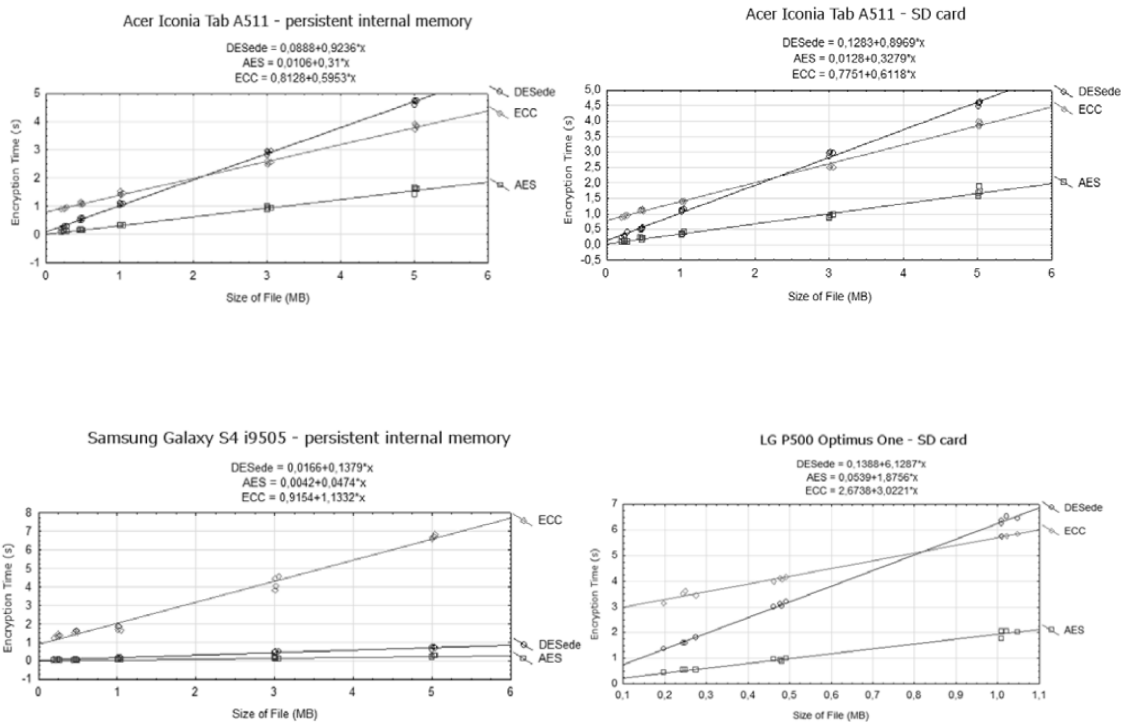 Acer Iconia Tab A511 - persistent internal memory
DESede = 0,0888+0,9236*x
AES = 0,0106+0,31*x
ECC = 0,8128+0,5953*x
Encryption Time (s)
5
4
3
2
1
0
-1
0 1 2 3 4 5 6
Size of File (MB)
DESede
ECC
AES
Acer Iconia Tab A511 - SD card
DESede = 0,1283+0,8969*x
AES = 0,0128+0,3279*x
ECC = 0,7751+0,6118*x
Encryption Time (s)
5,0
4,5
4,0
3,5
3,0
2,5
2,0
1,5
1,0
0,5
0,0
-0,5
0 1 2 3 4 5 6
Size of File (MB)
DESede
ECC
AES
Samsung Galaxy S4 i9505 - persistent internal memory
DESede = 0,0166+0,1379*x
AES = 0,0042+0,0474*x
ECC = 0,9154+1,1332*x
Encryption Time (s)
8
7
6
5
4
3
2
1
0
-1
0 1 2 3 4 5 6
Size of File (MB)
ECC
DESede
AES
LG P500 Optimus One - SD card
DESede = 0,1388+6,1287*x
AES = 0,0539+1,8756*x
ECC = 2,6738+3,0221*x
Encryption Time (s)
7
6
5
4
3
2
1
0
0,1 0,2 0,3 0,4 0,5 0,6 0,7 0,8 0,9 1,0 1,1
Size of File (MB)
DESede
ECC
AES